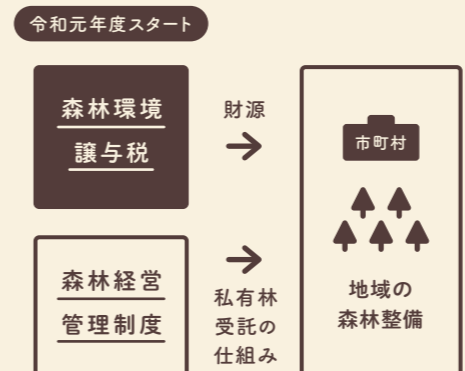 令和元年度スタート
森林環境
譲与税
財源
市町村
森林経営
管理制度
私有林
受託の
仕組み
地域の
森林整備